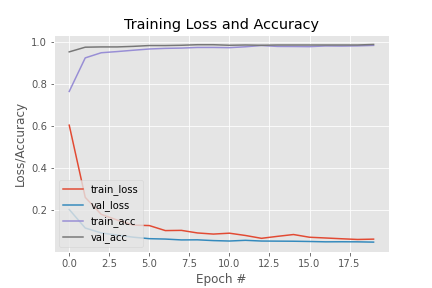 Training Loss and Accuracy
Loss/Accuracy
1.0
0.8
0.6
0.4
0.2
train_loss
val_loss
train_acc
val_acc
0.0 2.5 5.0 7.5 10.0 12.5 15.0 17.5
Epoch #